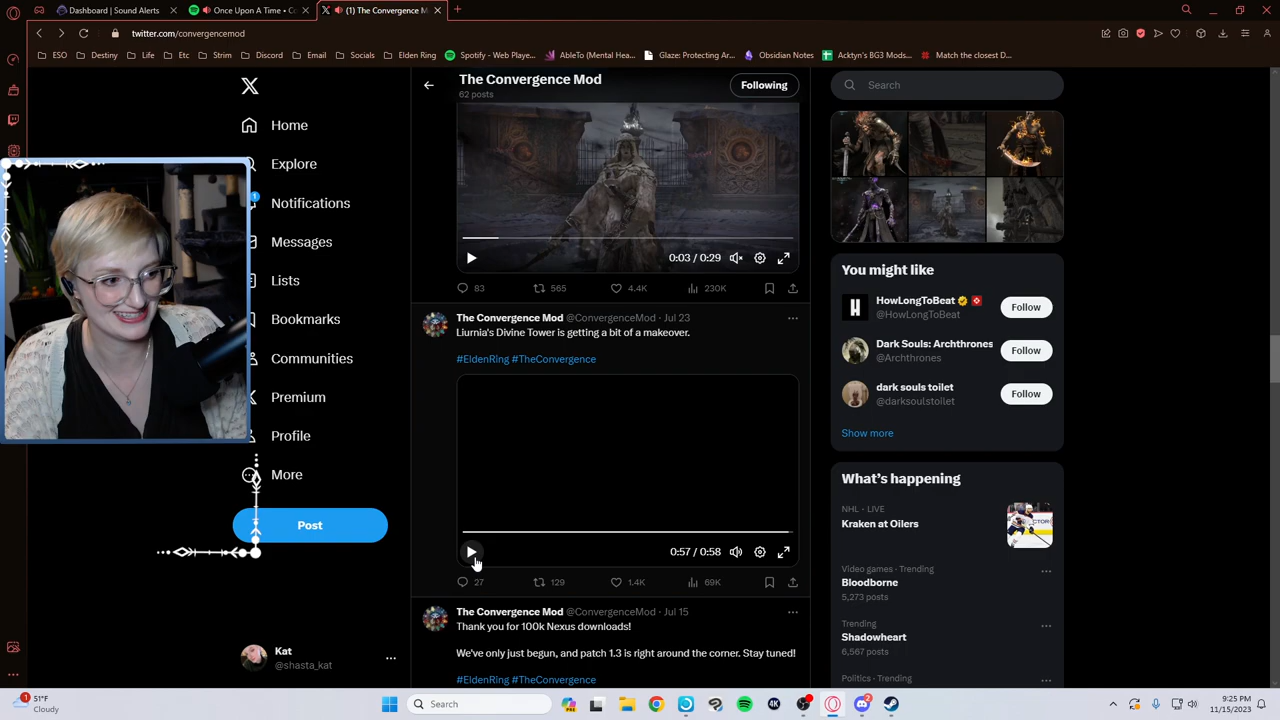 Dashboard | Sound Alerts
Once Upon A Time • Co
(1) The Convergence M
twitter.com/convergencemod
ESO
Destiny
Life
Etc
Strim
Discord
Email
Socials
Elden Ring
Spotify - Web Playe...
AbleTo (Mental Hea...
Glaze: Protecting Ar...
Obsidian Notes
Acktyn's BG3 Mods...
Match the closest D...
Home
Explore
1
Notifications
Messages
Lists
Bookmarks
Communities
Premium
Profile
More
Post
Kat
@shasta_kat
The Convergence Mod
62 posts
Following
0:03 / 0:29
83
565
4.4K
230K
The Convergence Mod @ConvergenceMod · Jul 23
Liurnia's Divine Tower is getting a bit of a makeover.
#EldenRing #TheConvergence
0:57 / 0:58
27
129
1.4K
69K
The Convergence Mod @ConvergenceMod · Jul 15
Thank you for 100k Nexus downloads!
We've only just begun, and patch 1.3 is right around the corner. Stay tuned!
#EldenRing #TheConvergence
Search
You might like
HowLongToBeat
@HowLongToBeat
Follow
Dark Souls: Archthrones
@Archthrones
Follow
dark souls toilet
@darksoulstoilet
Follow
Show more
What's happening
NHL · LIVE
Kraken at Oilers
Video games · Trending
Bloodborne
5,273 posts
Trending
Shadowheart
6,567 posts
Politics · Trending
1
51°F
Cloudy
Search
4K
2
9:25 PM
11/15/2023